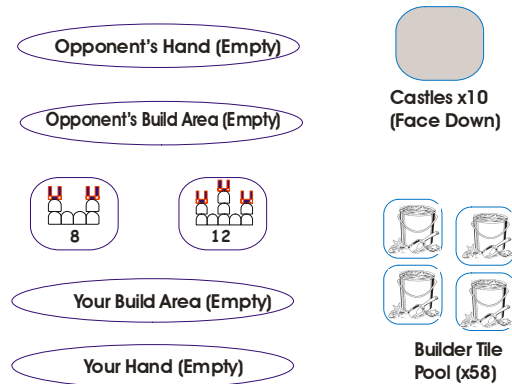 Opponent's Hand (Empty)
Castles x10
(Face Down)
Opponent's Build Area (Empty)
8
12
Your Build Area (Empty)
Your Hand (Empty)
Builder Tile
Pool (x58)